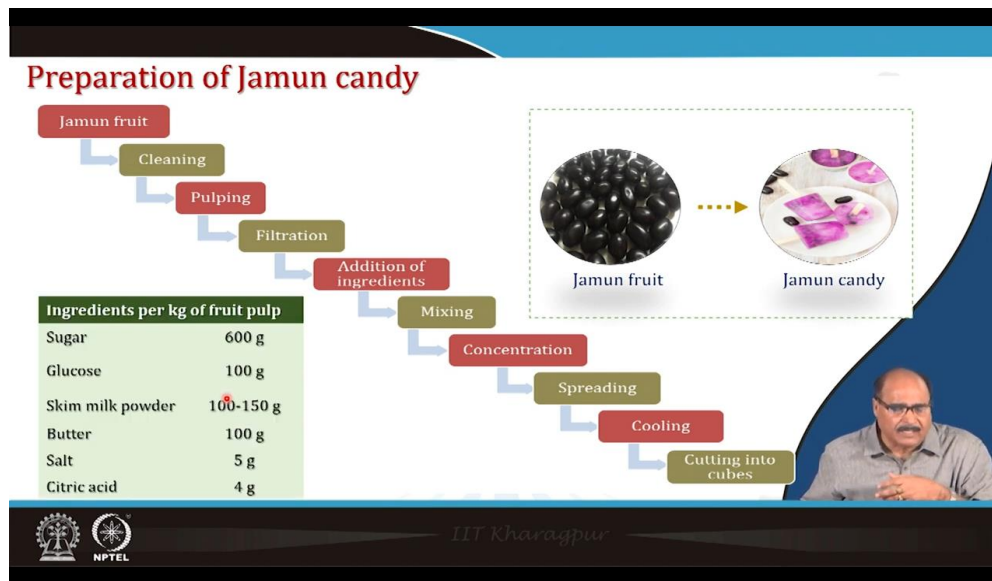 Preparation of Jamun candy
Jamun fruit
Cleaning
Pulping
Filtration
Addition of
ingredients
Mixing
Concentration
Spreading
Cooling
Cutting into
cubes
Jamun fruit
Jamun candy
Ingredients per kg of fruit pulp
Sugar 600 g
Glucose 100 g
Skim milk powder 100-150 g
Butter 100 g
Salt 5 g
Citric acid 4 g
NPTEL
IIT Kharagpur